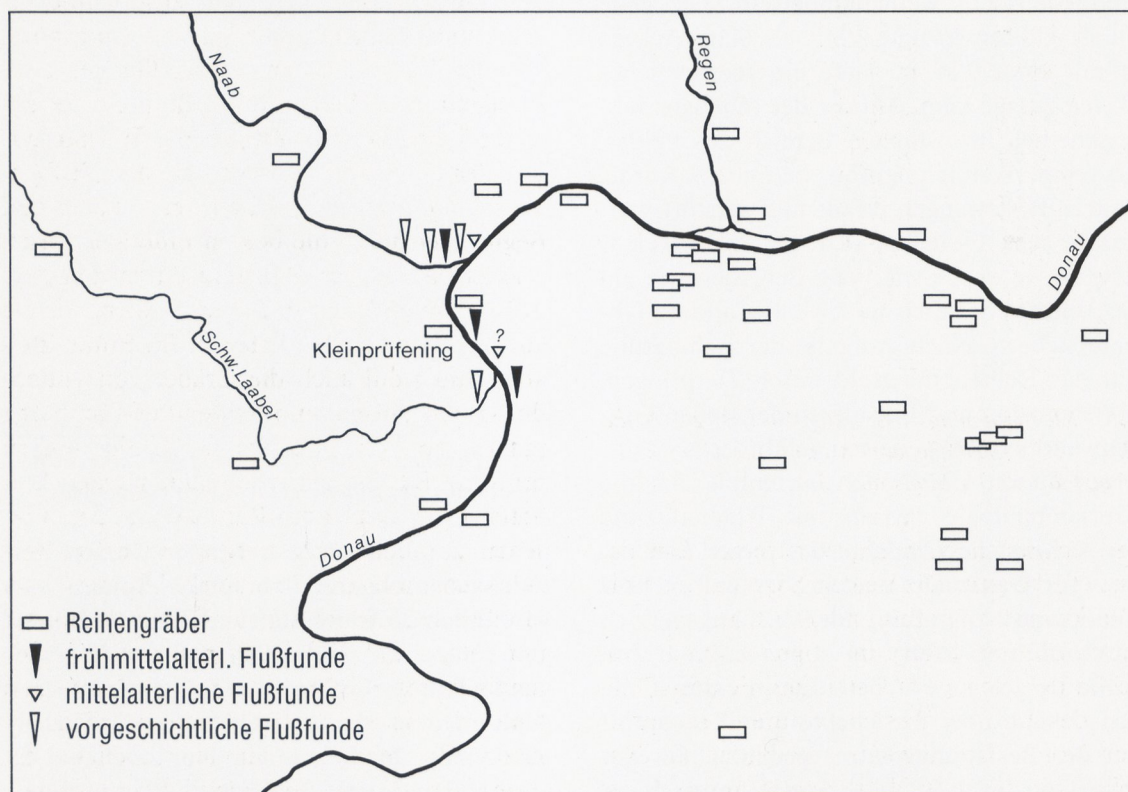 Naab
Regen
Donau
?
Kleinprüfening
Schw. Laaber
Donau
Reihengräber
frühmittelalterl. Flußfunde
mittelalterliche Flußfunde
vorgeschichtliche Flußfunde